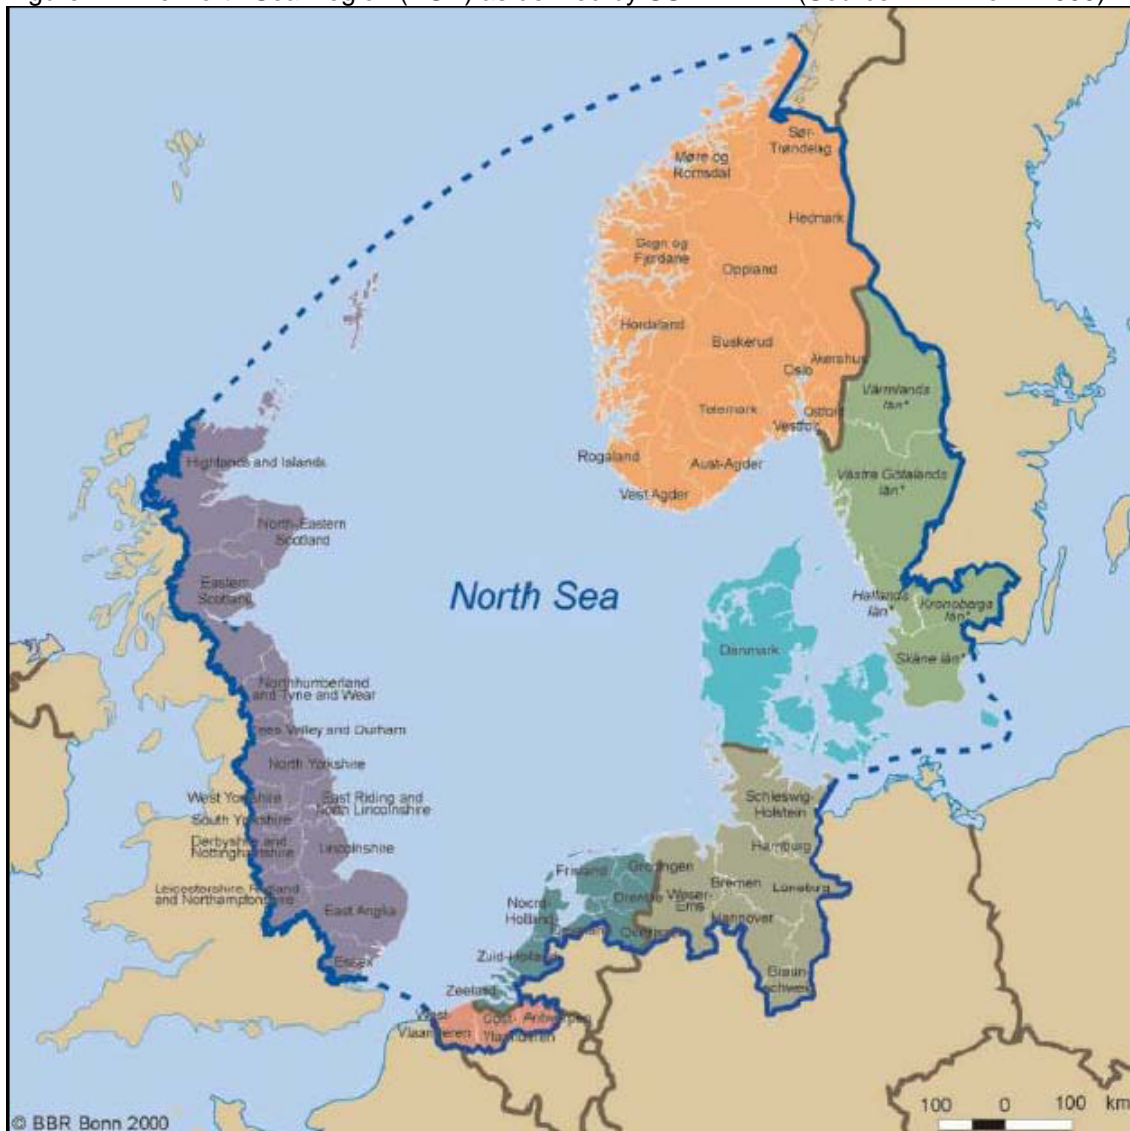 Sør-
Trøndelag
Møre og
Romsdal
Hedmark
Sogn og
Fjordane
Oppland
Hordaland
Buskerud
Akershus
Oslo
Värmlands
län*
Telemark
Østfold
Vestfold
Rogaland
Aust-Agder
Vest Agder
Västra Götalands
län*
Highlands and Islands
North-Eastern
Scotland
Eastern
Scotland
North Sea
Hallands
län*
Kronobergs
län*
Skåne län*
Danmark
Northhumberland
and Tyne and Wear
Tees Valley and Durham
North Yorkshire
West Yorkshire
East Riding and
North Lincolnshire
South Yorkshire
Derbyshire and
Nottinghamshire
Lincolnshire
Leicestershire, Rutland
and Northamptonshire
East Anglia
Essex
Schleswig-
Holstein
Hamburg
Friesland
Groningen
Drenthe
Weser-
Ems
Bremen
Lüneburg
Hannover
Noord-
Holland
Zuid-Holland
Zeeland
Braun-
schweig
West-
Vlaanderen
Oost-
Vlaanderen
Antwerpen
© BBR Bonn 2000
100 0 100 km